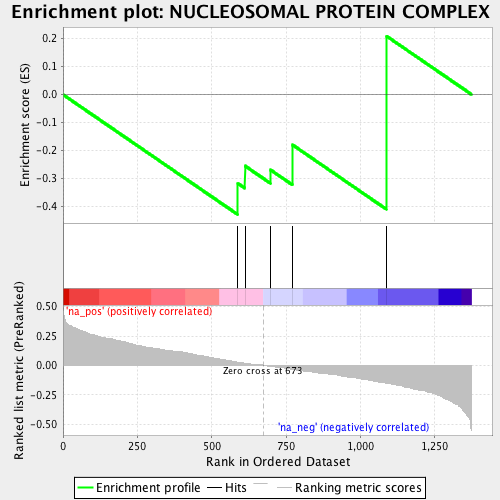 Enrichment plot: NUCLEOSOMAL PROTEIN COMPLEX
Enrichment score (ES)
0.2
0.1
0.0
-0.1
-0.2
-0.3
-0.4
Ranked list metric (PreRanked)
0.50
0.25
0.00
-0.25
-0.50
'na_pos' (positively correlated)
Zero cross at 673
'na_neg' (negatively correlated)
0 250 500 750 1,000 1,250
Rank in Ordered Dataset
Enrichment profile Hits Ranking metric scores